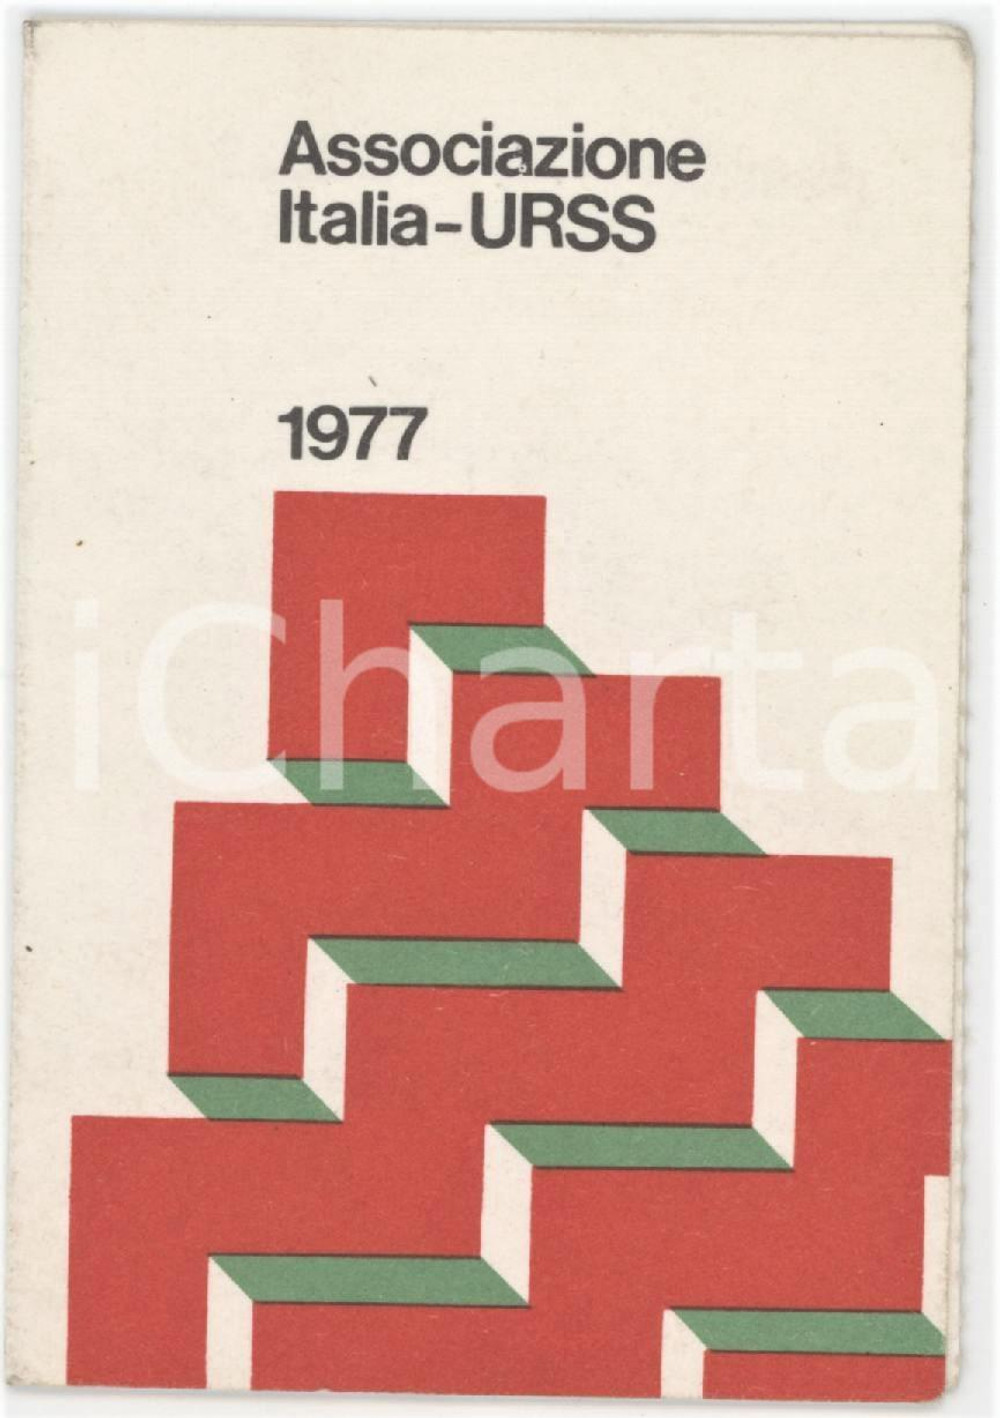 Associazione
Italia-URSS
1977
iCharta